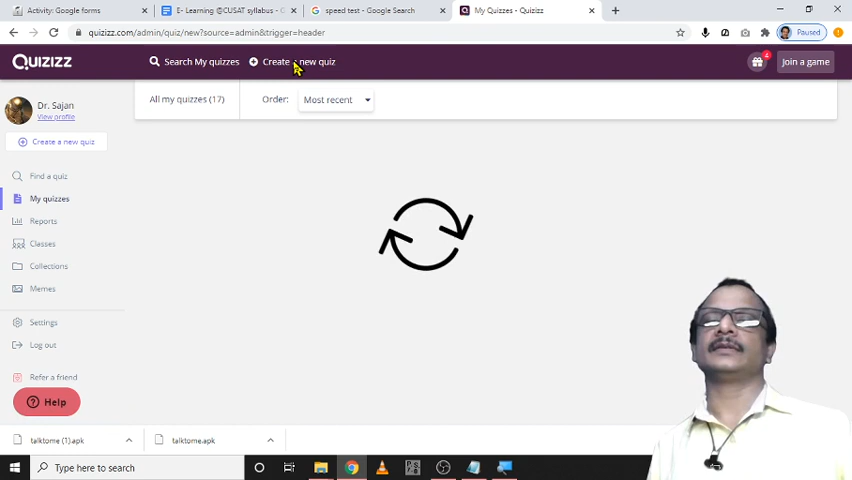 Activity: Google forms
E- Learning @CUSAT syllabus - G
speed test - Google Search
My Quizzes - Quizizz
quizizz.com/admin/quiz/new?source=admin&trigger=header
Paused
QUIZIZZ
Search My quizzes
Create a new quiz
4
Join a game
Dr. Sajan
View profile
All my quizzes (17)
Order:
Most recent
Create a new quiz
Find a quiz
My quizzes
Reports
Classes
Collections
Memes
Settings
Log out
Refer a friend
Help
talktome (1).apk
talktome.apk
Type here to search